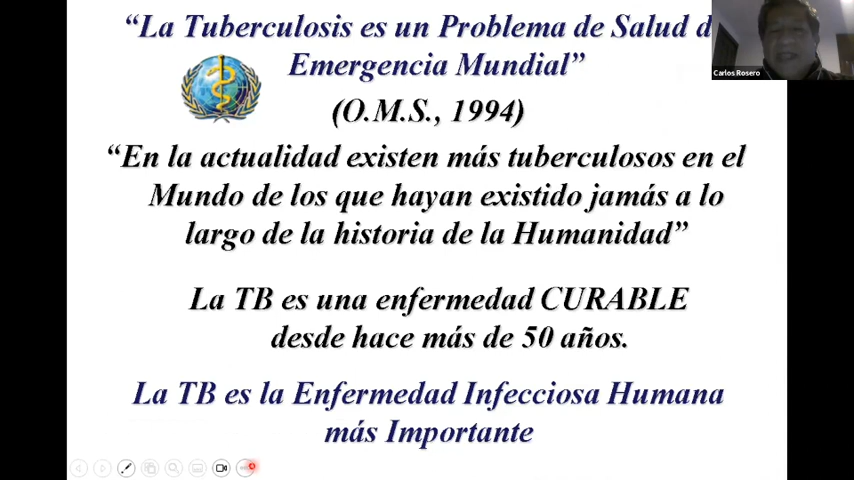 “La Tuberculosis es un Problema de Salud d
Emergencia Mundial”
(O.M.S., 1994)
“En la actualidad existen más tuberculosos en el
Mundo de los que hayan existido jamás a lo
largo de la historia de la Humanidad”
La TB es una enfermedad CURABLE
desde hace más de 50 años.
La TB es la Enfermedad Infecciosa Humana
más Importante
Carlos Rosero